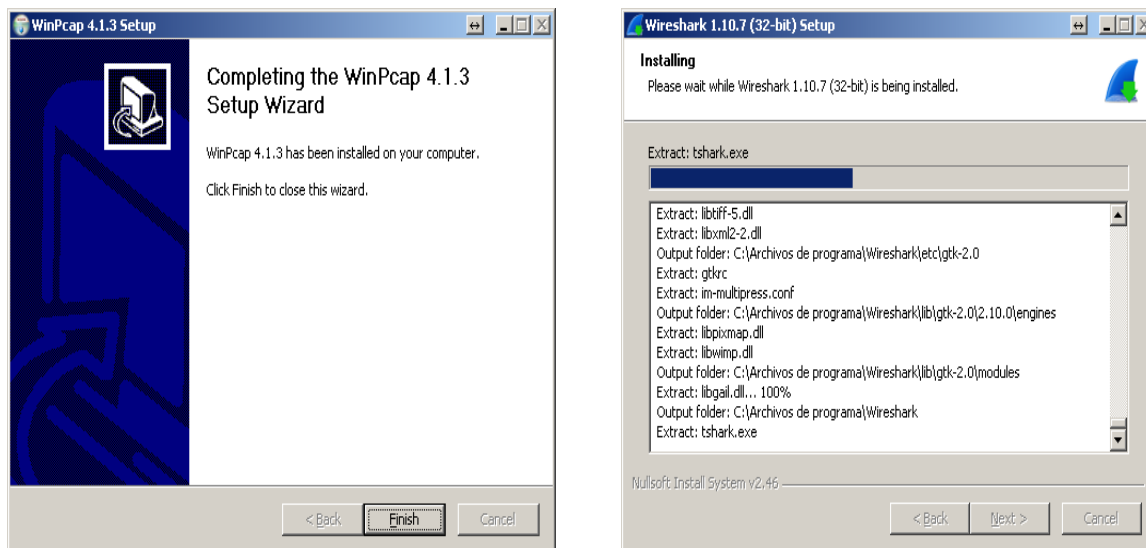 WinPcap 4.1.3 Setup
Completing the WinPcap 4.1.3
Setup Wizard
WinPcap 4.1.3 has been installed on your computer.
Click Finish to close this wizard.
< Back
Finish
Cancel
Wireshark 1.10.7 (32-bit) Setup
Installing
Please wait while Wireshark 1.10.7 (32-bit) is being installed.
Extract: tshark.exe
Extract: libtiff-5.dll
Extract: libxml2-2.dll
Output folder: C:\Archivos de programa\Wireshark\etc\gtk-2.0
Extract: gtkrc
Extract: im-multipress.conf
Output folder: C:\Archivos de programa\Wireshark\lib\gtk-2.0\2.10.0\engines
Extract: libpixmap.dll
Extract: libwimp.dll
Output folder: C:\Archivos de programa\Wireshark\lib\gtk-2.0\modules
Extract: libgail.dll... 100%
Output folder: C:\Archivos de programa\Wireshark
Extract: tshark.exe
Nullsoft Install System v2.46
< Back
Next >
Cancel